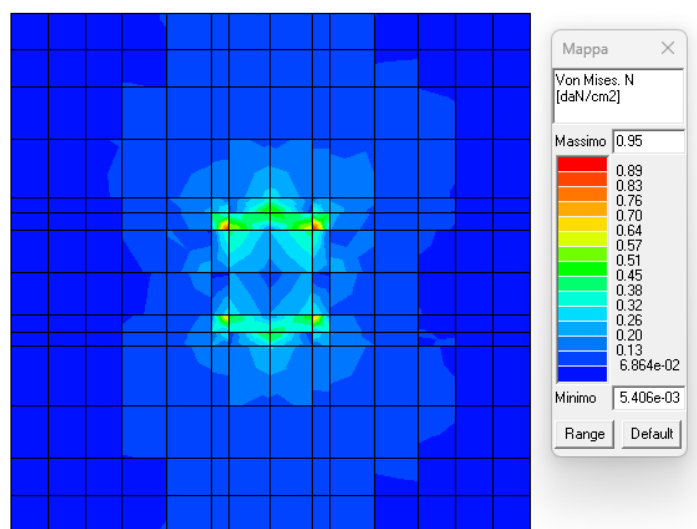 Mappa
Von Mises. N
[daN/cm2]
Massimo 0.95
0.89
0.83
0.76
0.70
0.64
0.57
0.51
0.45
0.38
0.32
0.26
0.20
0.13
6.864e-02
Minimo 5.406e-03
Range Default